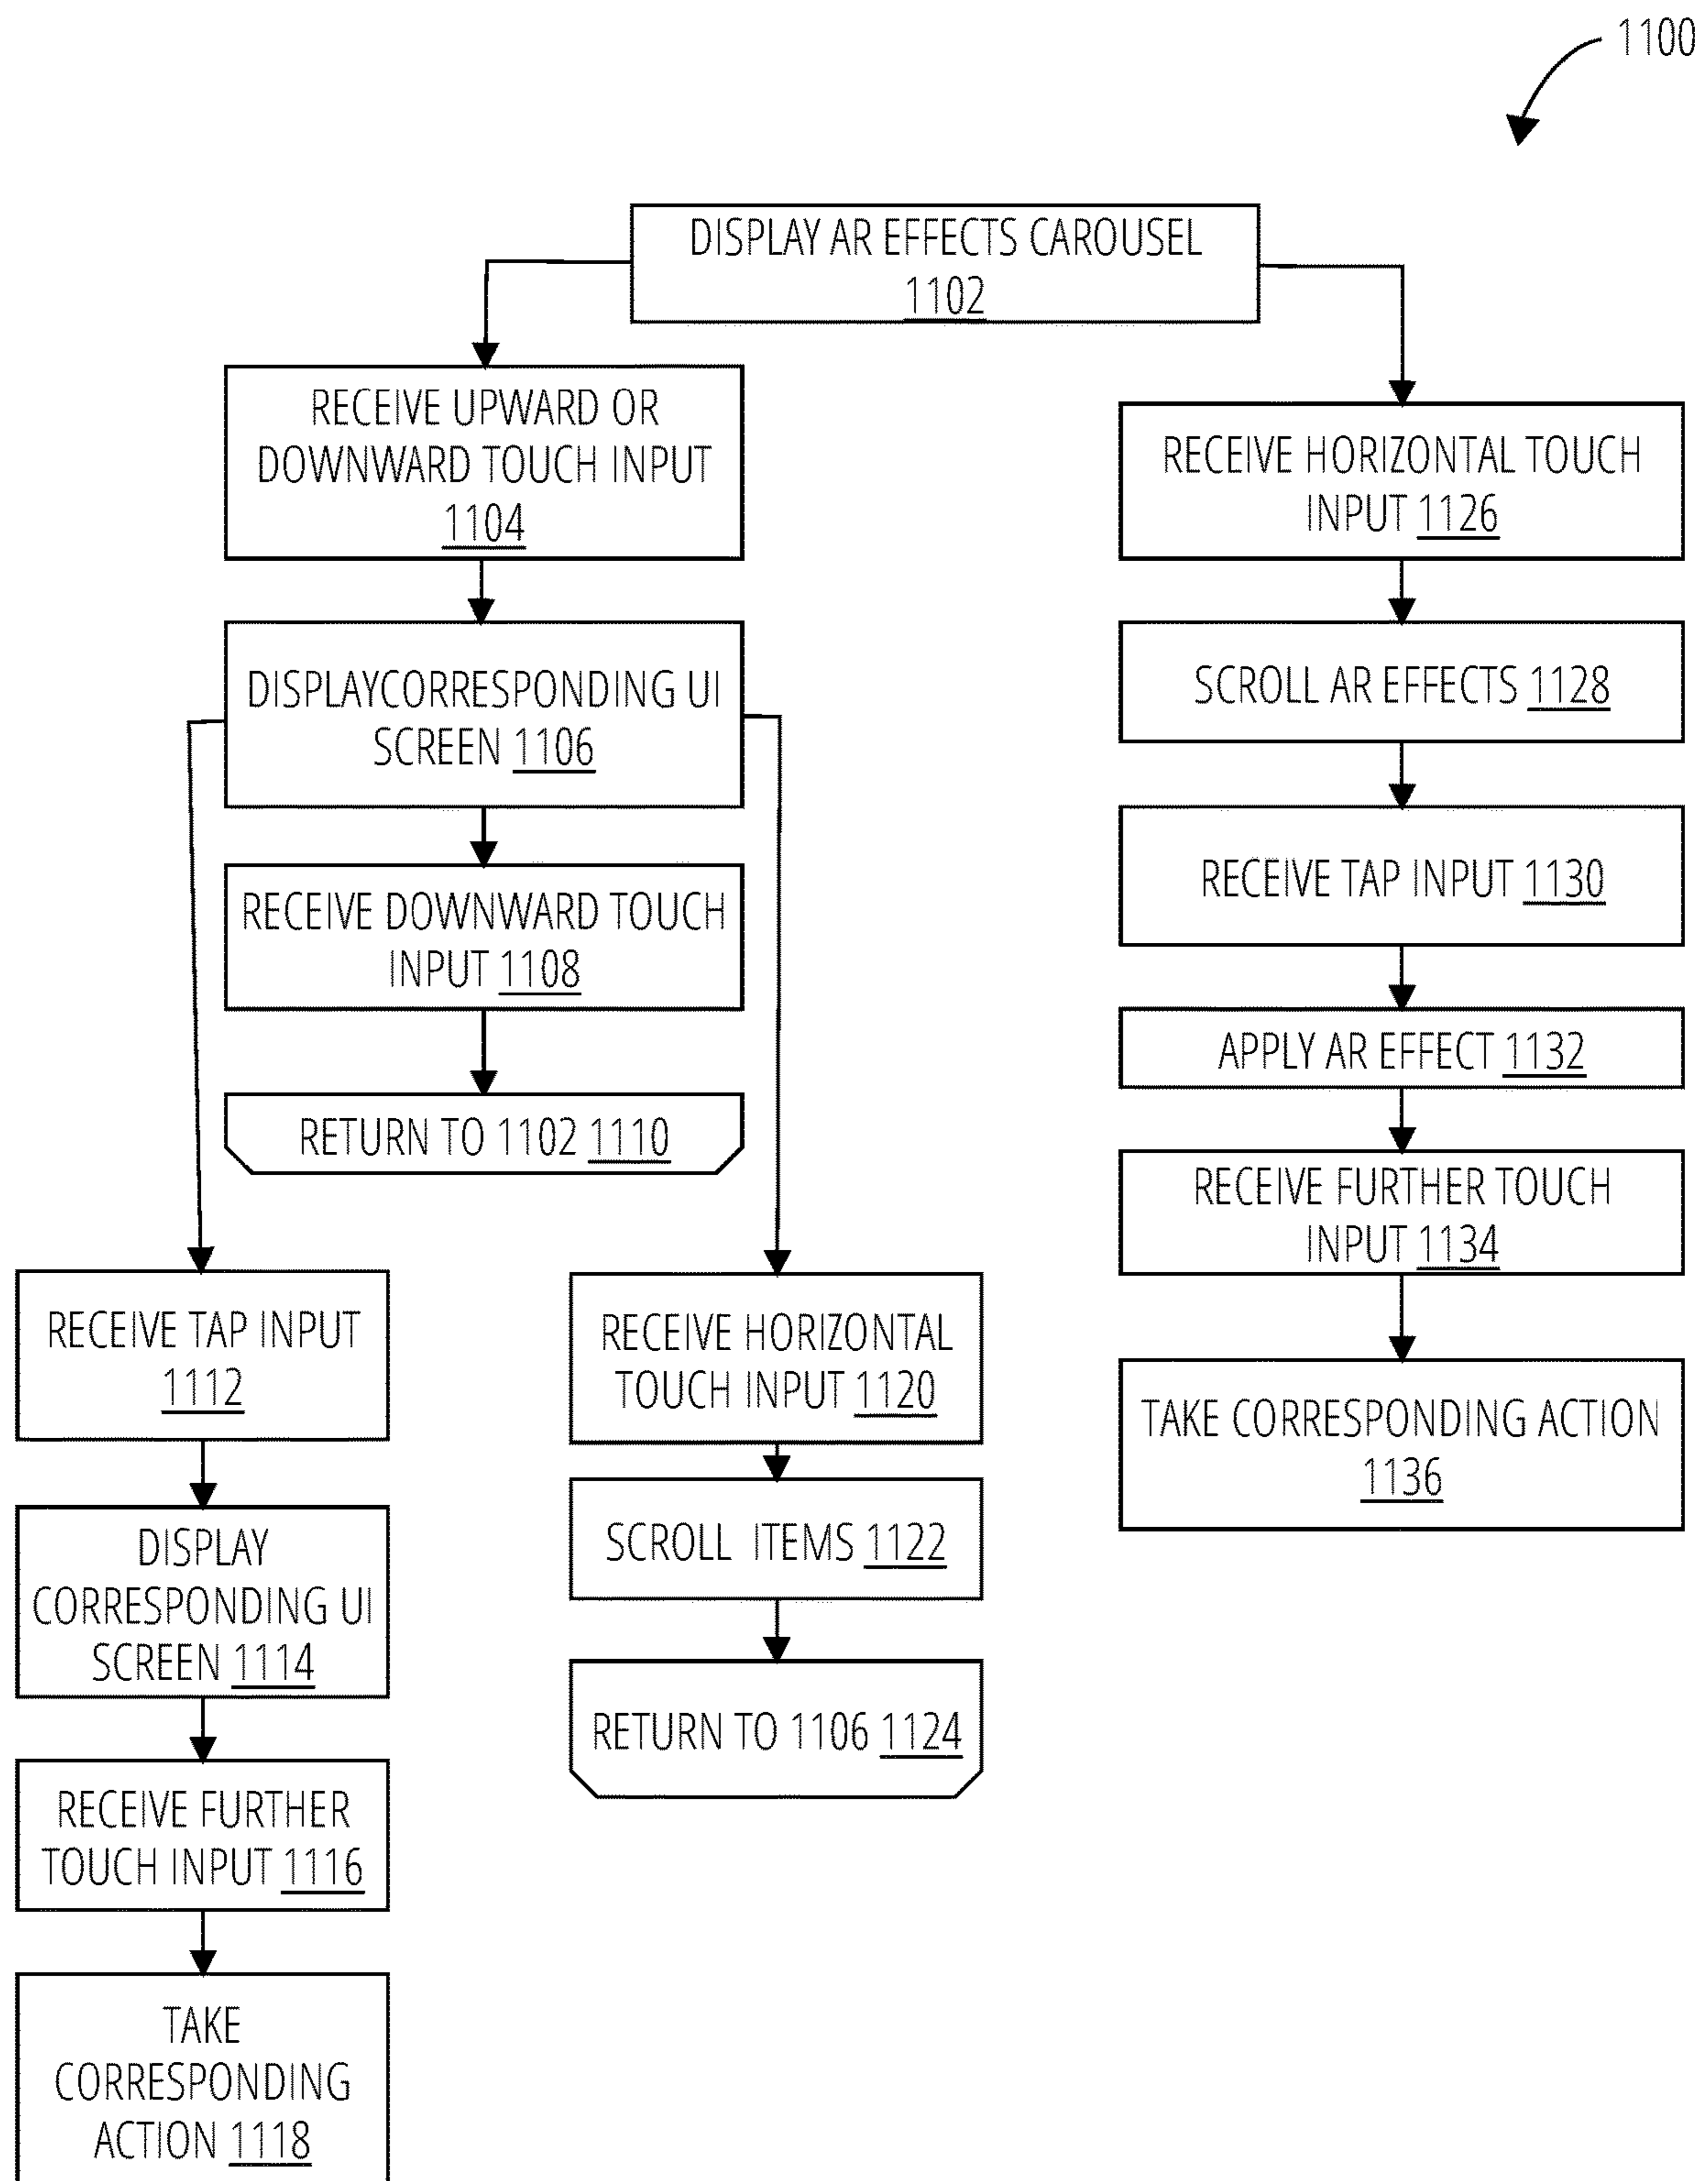 1100
DISPLAY AR EFFECTS CAROUSEL
1102
RECEIVE UPWARD OR
DOWNWARD TOUCH INPUT
1104
DISPLAYCORRESPONDING UI
SCREEN 1106
RECEIVE DOWNWARD TOUCH
INPUT 1108
RETURN TO 1102 1110
RECEIVE TAP INPUT
1112
DISPLAY
CORRESPONDING UI
SCREEN 1114
RECEIVE FURTHER
TOUCH INPUT 1116
TAKE
CORRESPONDING
ACTION 1118
RECEIVE HORIZONTAL
TOUCH INPUT 1120
SCROLL ITEMS 1122
RETURN TO 1106 1124
RECEIVE HORIZONTAL TOUCH
INPUT 1126
SCROLL AR EFFECTS 1128
RECEIVE TAP INPUT 1130
APPLY AR EFFECT 1132
RECEIVE FURTHER TOUCH
INPUT 1134
TAKE CORRESPONDING ACTION
1136